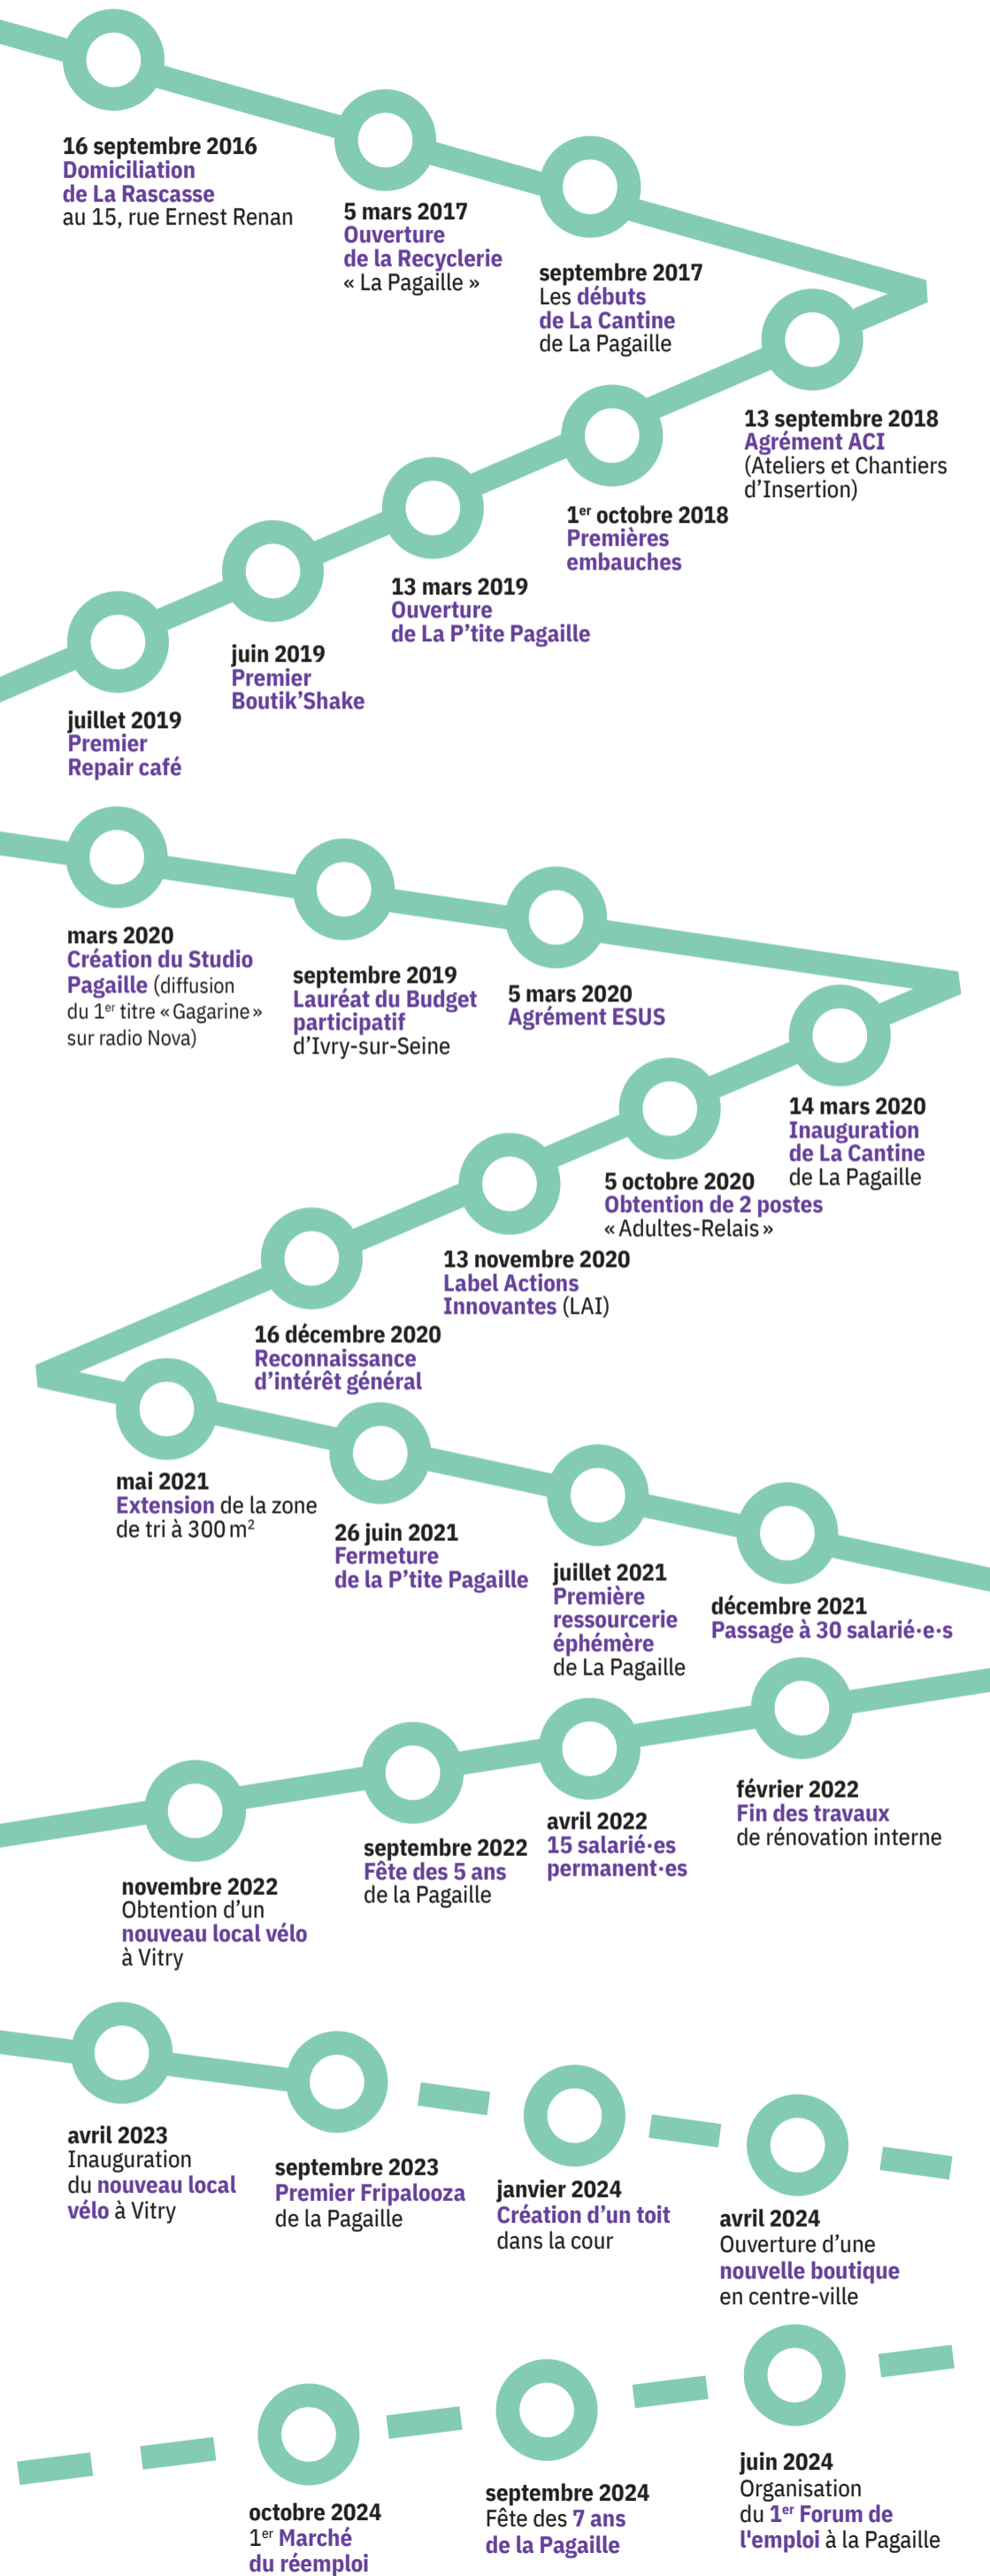 16 septembre 2016
Domiciliation
de La Rascasse
au 15, rue Ernest Renan
5 mars 2017
Ouverture
de la Recyclerie
« La Pagaille »
septembre 2017
Les débuts
de La Cantine
de La Pagaille
13 septembre 2018
Agrément ACI
(Ateliers et Chantiers
d’Insertion)
1er octobre 2018
Premières
embauches
13 mars 2019
Ouverture
de La P’tite Pagaille
juin 2019
Premier
Boutik’Shake
juillet 2019
Premier
Repair café
mars 2020
Création du Studio
Pagaille (diffusion
du 1er titre « Gagarine »
sur radio Nova)
septembre 2019
Lauréat du Budget
participatif
d’Ivry-sur-Seine
5 mars 2020
Agrément ESUS
14 mars 2020
Inauguration
de La Cantine
de La Pagaille
5 octobre 2020
Obtention de 2 postes
« Adultes-Relais »
13 novembre 2020
Label Actions
Innovantes (LAI)
16 décembre 2020
Reconnaissance
d’intérêt général
mai 2021
Extension de la zone
de tri à 300 m²
26 juin 2021
Fermeture
de la P’tite Pagaille
juillet 2021
Première
ressourcerie
éphémère
de La Pagaille
décembre 2021
Passage à 30 salarié·e·s
février 2022
Fin des travaux
de rénovation interne
avril 2022
15 salarié·es
permanent·es
septembre 2022
Fête des 5 ans
de la Pagaille
novembre 2022
Obtention d’un
nouveau local vélo
à Vitry
avril 2023
Inauguration
du nouveau local
vélo à Vitry
septembre 2023
Premier Fripalooza
de la Pagaille
janvier 2024
Création d’un toit
dans la cour
avril 2024
Ouverture d’une
nouvelle boutique
en centre-ville
juin 2024
Organisation
du 1er Forum de
l'emploi à la Pagaille
septembre 2024
Fête des 7 ans
de la Pagaille
octobre 2024
1er Marché
du réemploi